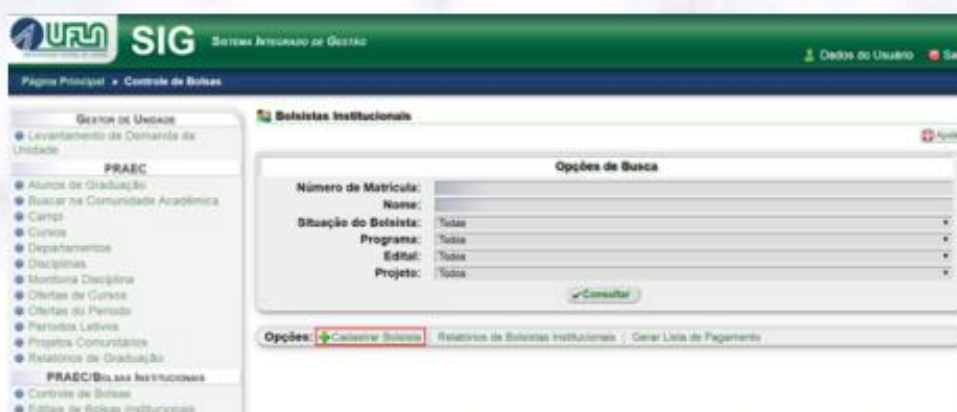 UFLA
SIG SISTEMA INTEGRADO DE GESTÃO
Dados do Usuário
Página Principal » Controle de Bolsas
GESTOR DE UNIDADE
Levantamento de Demanda da
Unidade
PRAEC
Alunos de Graduação
Buscar na Comunidade Acadêmica
Campi
Cursos
Departamentos
Disciplinas
Monitoria Disciplina
Ofertas de Cursos
Ofertas do Período
Períodos Letivos
Projetos Comunitários
Relatórios de Graduação
PRAEC/BOLSAS INSTITUCIONAIS
Controle de Bolsas
Editais de Bolsas Institucionais
Bolsistas Institucionais
Ajuda
Opções de Busca
Número de Matrícula:
Nome:
Situação do Bolsista: Todas
Programa: Todos
Edital: Todos
Projeto: Todos
Consultar
Opções: Cadastrar Bolsista | Relatórios de Bolsistas Institucionais | Gerar Lista de Pagamento